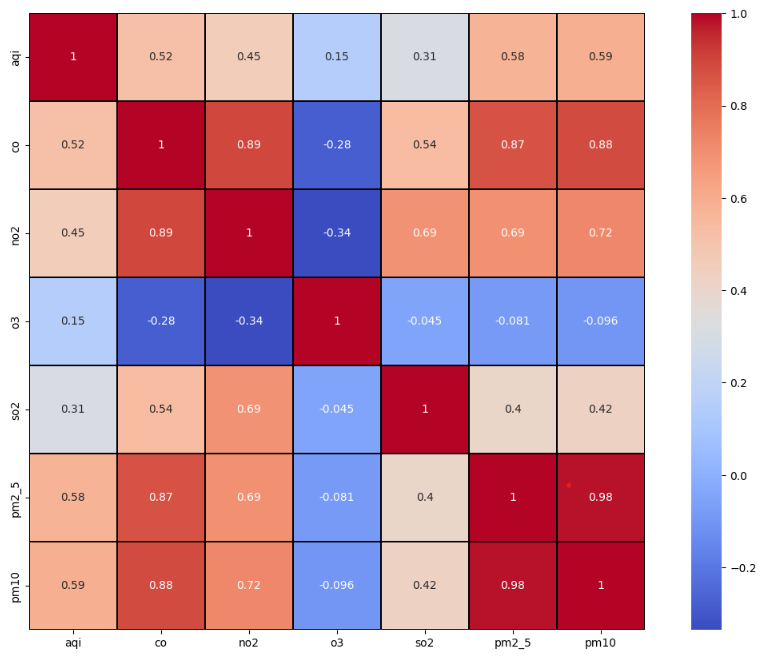 aqi 1 0.52 0.45 0.15 0.31 0.58 0.59
co 0.52 1 0.89 -0.28 0.54 0.87 0.88
no2 0.45 0.89 1 -0.34 0.69 0.69 0.72
o3 0.15 -0.28 -0.34 1 -0.045 -0.081 -0.096
so2 0.31 0.54 0.69 -0.045 1 0.4 0.42
pm2_5 0.58 0.87 0.69 -0.081 0.4 1 0.98
pm10 0.59 0.88 0.72 -0.096 0.42 0.98 1
aqi co no2 o3 so2 pm2_5 pm10
1.0
0.8
0.6
0.4
0.2
0.0
−0.2